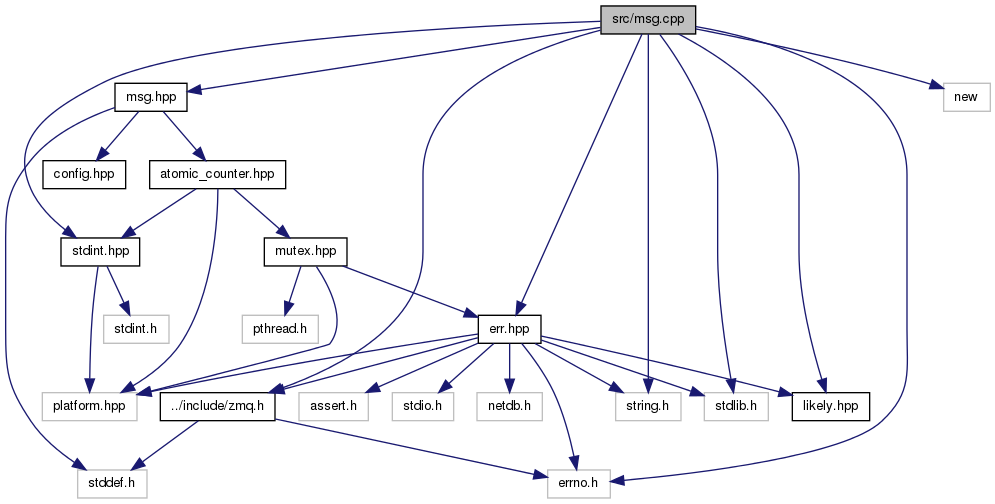 src/msg.cpp
msg.hpp
new
config.hpp
atomic_counter.hpp
stdint.hpp
mutex.hpp
stdint.h
pthread.h
err.hpp
platform.hpp
../include/zmq.h
assert.h
stdio.h
netdb.h
string.h
stdlib.h
likely.hpp
stddef.h
errno.h